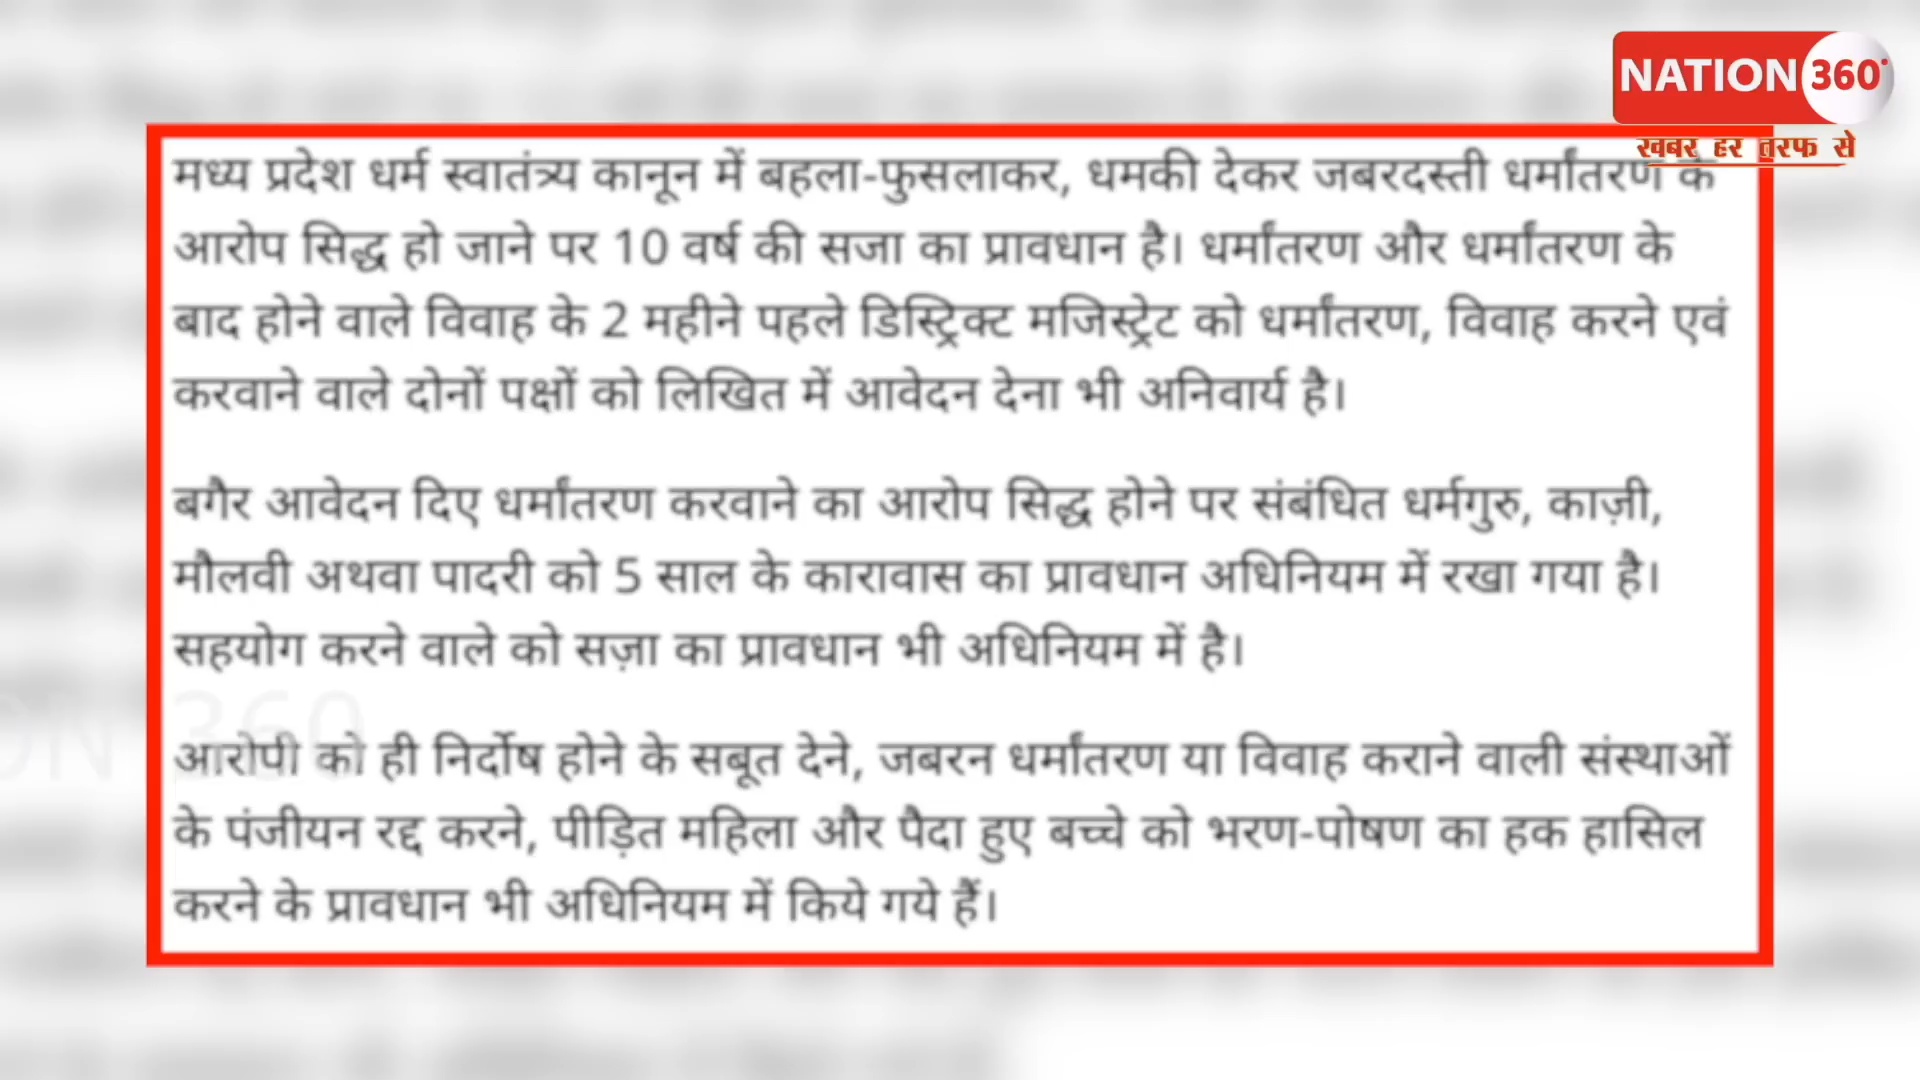 NATION 360°
खबर हर तरफ से
मध्य प्रदेश धर्म स्वातंत्र्य कानून में बहला-फुसलाकर, धमकी देकर जबरदस्ती धर्मांतरण के
आरोप सिद्ध हो जाने पर 10 वर्ष की सजा का प्रावधान है। धर्मांतरण और धर्मांतरण के
बाद होने वाले विवाह के 2 महीने पहले डिस्ट्रिक्ट मजिस्ट्रेट को धर्मांतरण, विवाह करने एवं
करवाने वाले दोनों पक्षों को लिखित में आवेदन देना भी अनिवार्य है।
बगैर आवेदन दिए धर्मांतरण करवाने का आरोप सिद्ध होने पर संबंधित धर्मगुरु, काज़ी,
मौलवी अथवा पादरी को 5 साल के कारावास का प्रावधान अधिनियम में रखा गया है।
सहयोग करने वाले को सज़ा का प्रावधान भी अधिनियम में है।
ON 360
आरोपी को ही निर्दोष होने के सबूत देने, जबरन धर्मांतरण या विवाह कराने वाली संस्थाओं
के पंजीयन रद्द करने, पीड़ित महिला और पैदा हुए बच्चे को भरण-पोषण का हक हासिल
करने के प्रावधान भी अधिनियम में किये गये हैं।